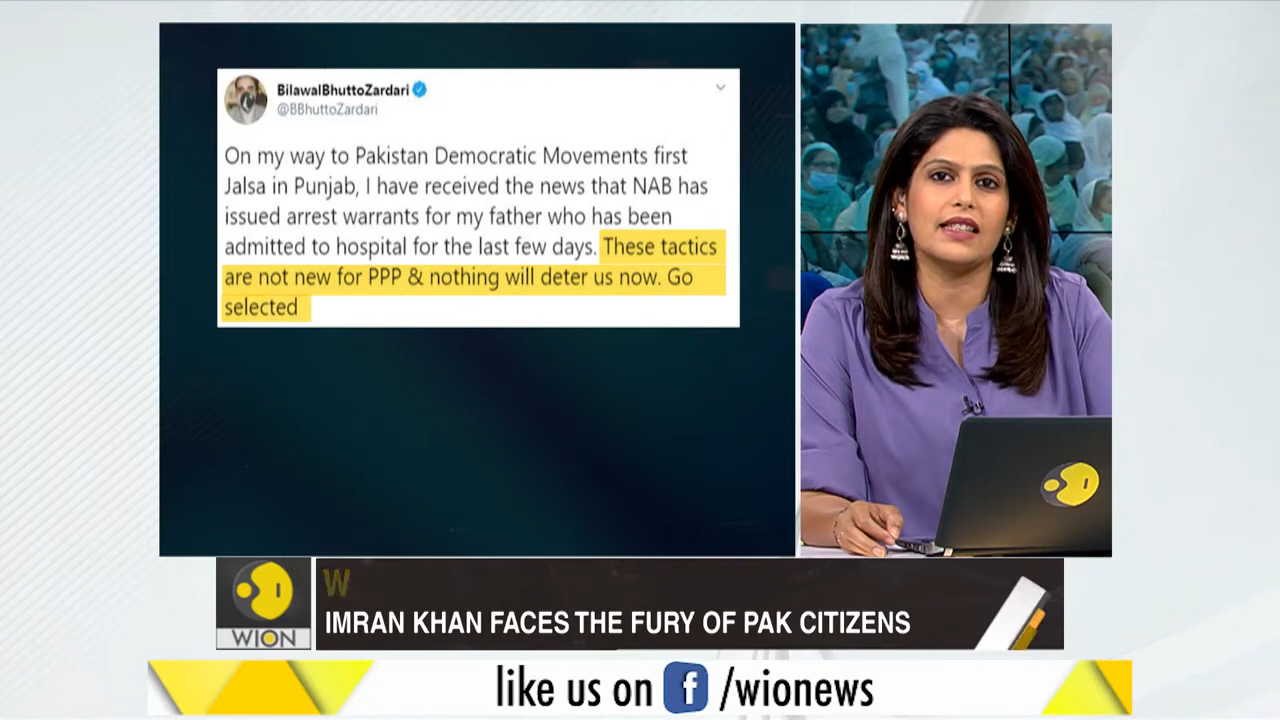 BilawalBhuttoZardari
@BBhuttoZardari
On my way to Pakistan Democratic Movements first
Jalsa in Punjab, I have received the news that NAB has
issued arrest warrants for my father who has been
admitted to hospital for the last few days. These tactics
are not new for PPP & nothing will deter us now. Go
selected
W
IMRAN KHAN FACES THE FURY OF PAK CITIZENS
WION
like us on f /wionews